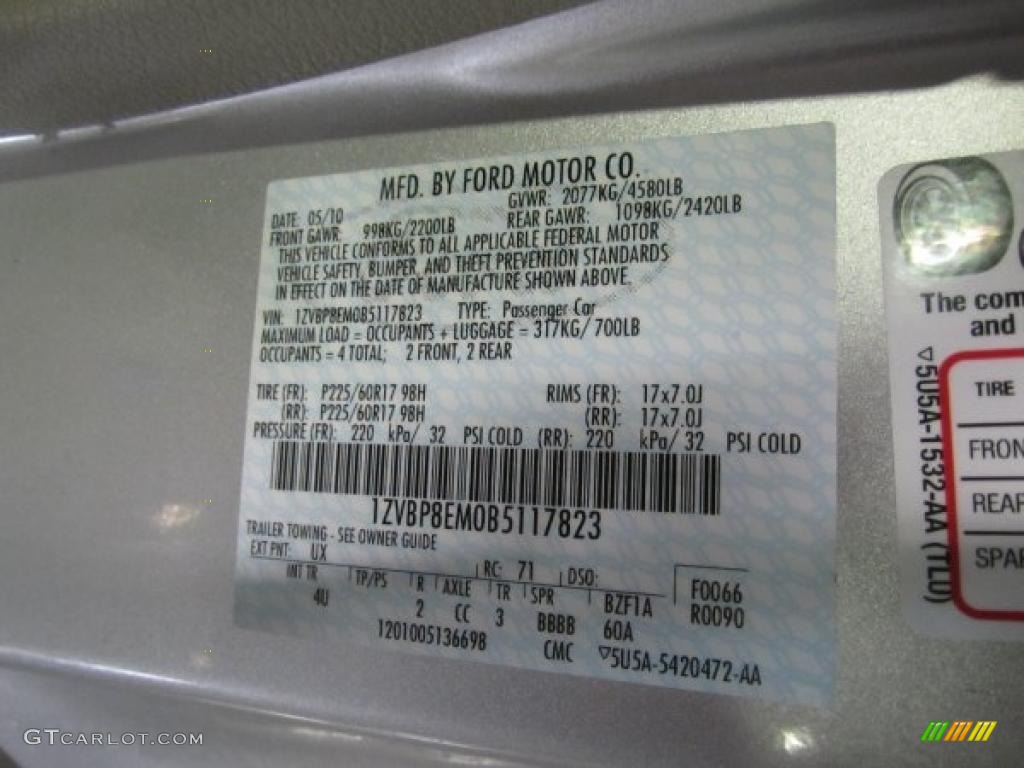 MFD. BY FORD MOTOR CO.
DATE: 05/10 GVWR: 2077KG/4580LB
FRONT GAWR: 998KG/2200LB REAR GAWR: 1098KG/2420LB
THIS VEHICLE CONFORMS TO ALL APPLICABLE FEDERAL MOTOR
VEHICLE SAFETY, BUMPER, AND THEFT PREVENTION STANDARDS
IN EFFECT ON THE DATE OF MANUFACTURE SHOWN ABOVE.
VIN: 1ZVBP8EM0B5117823 TYPE: Passenger Car
MAXIMUM LOAD = OCCUPANTS + LUGGAGE = 317KG/700LB
OCCUPANTS = 4 TOTAL; 2 FRONT, 2 REAR
TIRE (FR): P225/60R17 98H RIMS (FR): 17x7.0J
(RR): P225/60R17 98H (RR): 17x7.0J
PRESSURE (FR): 220 kPa/ 32 PSI COLD (RR): 220 kPa/ 32 PSI COLD
1ZVBP8EM0B5117823
TRAILER TOWING - SEE OWNER GUIDE
EXT PNT: UX RC: 71 DSO:
INT TR TP/PS R AXLE TR SPR BZF1A F0066
4U 2 CC 3 BBBB 60A R0090
1201005136698 CMC ▽5U5A-5420472-AA
The com
and
▽5U5A-1532-AA (TLU)
TIRE
FRON
REAR
SPAR
GTCARLOT.COM